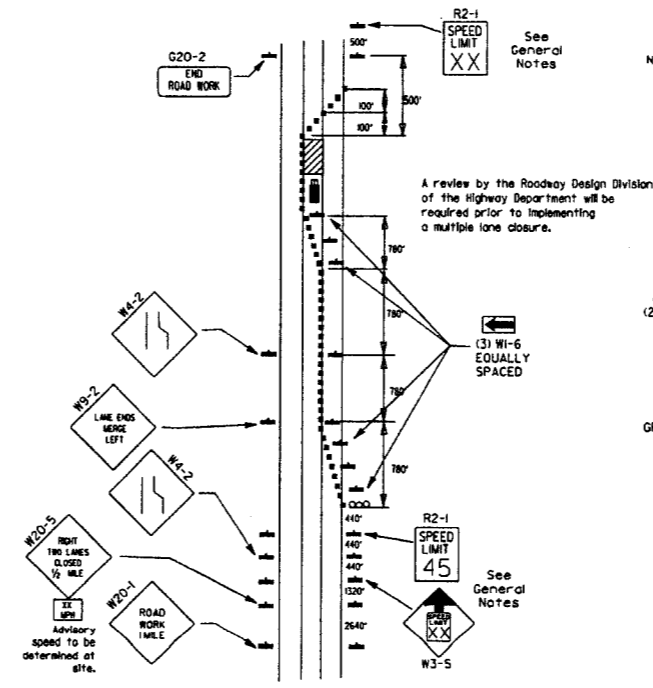 R2-1
SPEED
LIMIT
XX
See
General
Notes
G20-2
END
ROAD WORK
500'
100'
500'
100'
N
A review by the Roadway Design Division
of the Highway Department will be
required prior to implementing
a multiple lane closure.
780'
780'
W4-2
(2
(3) W1-6
EQUALLY
SPACED
W9-2
LANE ENDS
MERGE
LEFT
780'
GE
780'
W4-2
440'
R2-1
SPEED
LIMIT
45
440'
440'
W20-5
RIGHT
TWO LANES
CLOSED
1/2 MILE
XX
MPH
Advisory
speed to be
determined at
site.
W20-1
ROAD
WORK
1 MILE
1320'
2640'
SPEED
LIMIT
XX
W3-5
See
General
Notes